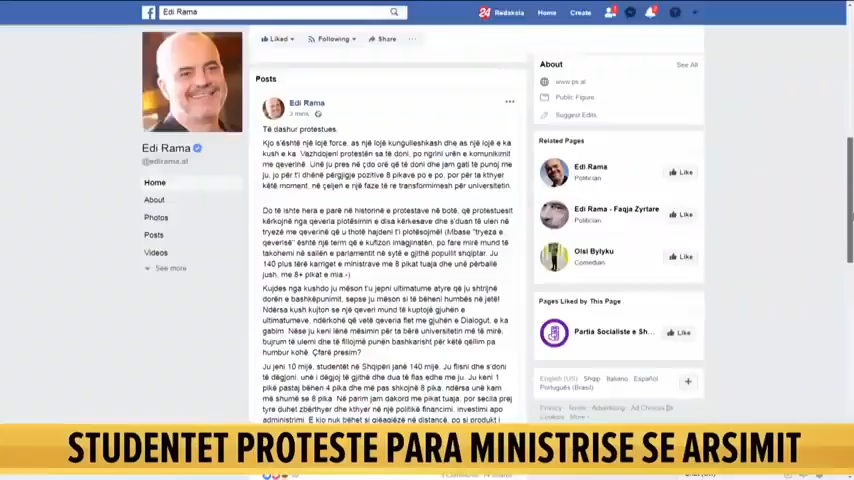 Edi Rama
24 Redaksia Home Create
Liked Following Share ...
Edi Rama
@edirama.al
Home
About
Photos
Posts
Videos
See more
Posts
Edi Rama
3 mins
Të dashur protestues,
Kjo s'është një lojë force, as një lojë kungulleshkash dhe as një lojë e ka
kush e ka. Vazhdojeni protestën sa të doni, po ngrini urën e komunikimit
me qeverinë. Unë ju pres në çdo orë që të doni dhe jam gati të punoj me
ju, jo për t'i dhënë përgjigje pozitive 8 pikave po e po, por për ta kthyer
këtë moment, në çeljen e një faze të re transformimesh për universitetin.
Do të ishte hera e parë në historinë e protestave në botë, që protestuesit
kërkojnë nga qeveria plotësimin e disa kërkesave dhe s'duan të ulen në
tryezë me qeverinë që u thotë hajdeni t'i plotësojmë! (Mbase "tryeza e
qeverisë" është një term që e kufizon imagjinatën, po fare mirë mund të
takohemi në sallën e parlamentit në sytë e gjithë popullit shqiptar. Ju
140 plus tërë karriget e ministrave me 8 pikat tuaja dhe unë përballë
jush, me 8+ pikat e mia :-)
Kujdes nga kushdo ju mëson t'u jepni ultimatume atyre që ju shtrijnë
dorën e bashkëpunimit, sepse ju mëson si të bëheni humbës në jetë!
Ndërsa kush kujton se një qeveri mund të kuptojë gjuhën e
ultimatumeve, ndërkohë që vetë qeveria flet me gjuhën e Dialogut, e ka
gabim. Nëse ju keni lënë mësimin për ta bërë universitetin më të mirë,
bujrum të ulemi dhe të fillojmë punën bashkarisht për këtë qëllim pa
humbur kohë. Çfarë presim?
Ju jeni 10 mijë, studentët në Shqipëri janë 140 mijë. Ju flisni dhe s'doni
të dëgjoni, unë i dëgjoj të gjithë dhe dua të flas edhe me ju. Ju keni 1
pikë pastaj bëhen 4 pika dhe më pas shkojnë 8 pika, ndërsa unë kam
më shumë se 8 pika. Në parim jam dakord me pikat tuaja, por secila prej
tyre duhet zbërthyer dhe kthyer në një politikë financimi, investimi apo
administrimi. E kjo nuk bëhet si gjëagjëzë në distancë, po si produkt i
About See All
www.ps.al
Public Figure
Suggest Edits
Related Pages
Edi Rama
Politician
Like
Edi Rama - Faqja Zyrtare
Politician
Like
Olsi Bylyku
Comedian
Like
Pages Liked by This Page
Partia Socialiste e Sh...
Like
English (US) · Shqip · Italiano · Español ·
Português (Brasil)
Privacy · Terms · Advertising · Ad Choices
Cookies · More
STUDENTET PROTESTE PARA MINISTRISE SE ARSIMIT